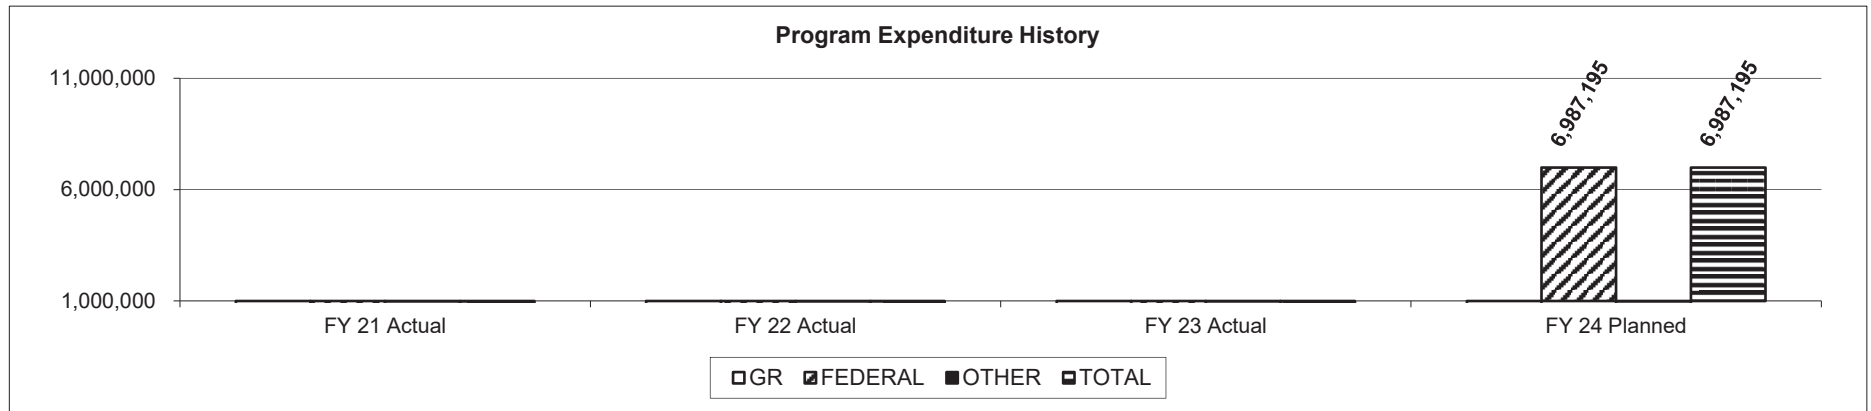 Program Expenditure History
11,000,000
6,000,000
1,000,000
6,987,195
6,987,195
FY 21 Actual
FY 22 Actual
FY 23 Actual
FY 24 Planned
GR FEDERAL OTHER TOTAL